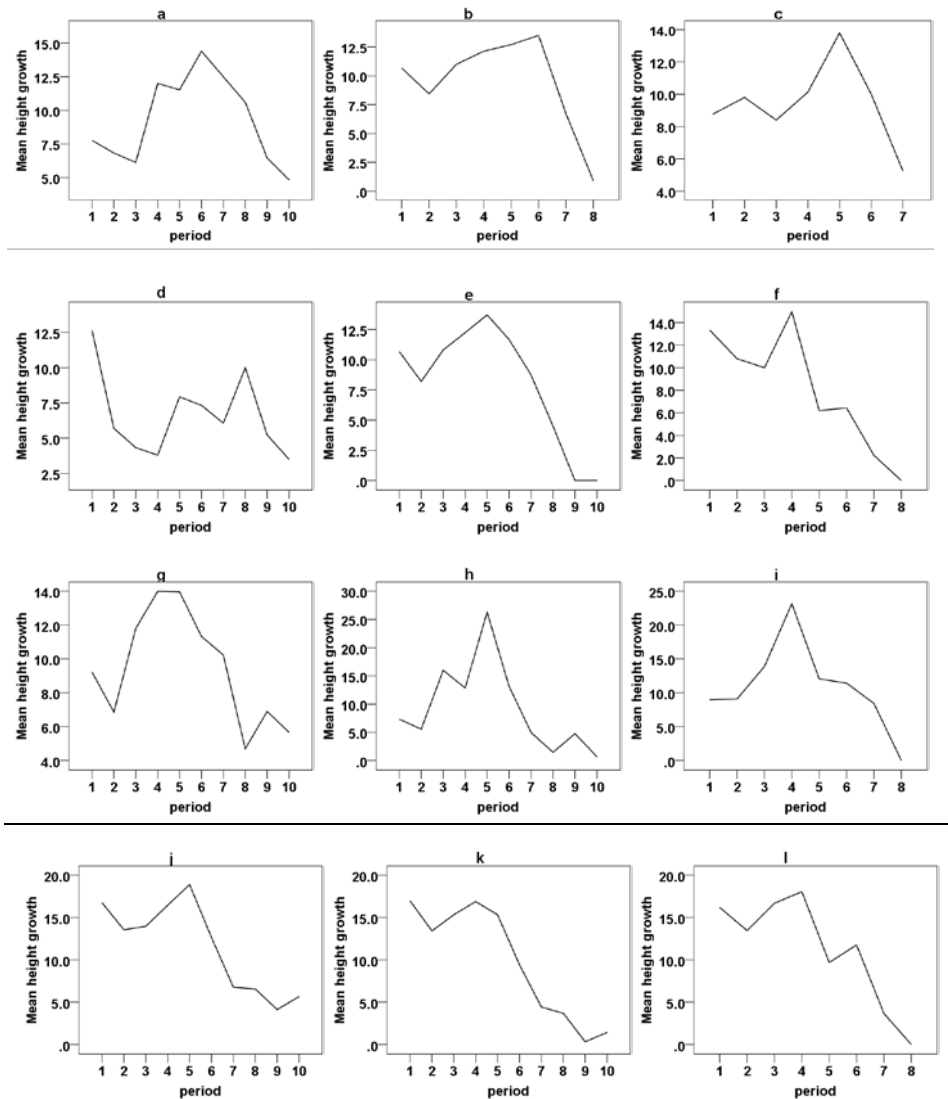 a
Mean height growth
15.0
12.5
10.0
7.5
5.0
1 2 3 4 5 6 7 8 9 10
period
b
Mean height growth
12.5
10.0
7.5
5.0
2.5
.0
1 2 3 4 5 6 7 8
period
c
Mean height growth
14.0
12.0
10.0
8.0
6.0
4.0
1 2 3 4 5 6 7
period
d
Mean height growth
12.5
10.0
7.5
5.0
2.5
1 2 3 4 5 6 7 8 9 10
period
e
Mean height growth
12.5
10.0
7.5
5.0
2.5
.0
1 2 3 4 5 6 7 8 9 10
period
f
Mean height growth
14.0
12.0
10.0
8.0
6.0
4.0
2.0
.0
1 2 3 4 5 6 7 8
period
g
Mean height growth
14.0
12.0
10.0
8.0
6.0
4.0
1 2 3 4 5 6 7 8 9 10
period
h
Mean height growth
30.0
25.0
20.0
15.0
10.0
5.0
.0
1 2 3 4 5 6 7 8 9 10
period
i
Mean height growth
25.0
20.0
15.0
10.0
5.0
.0
1 2 3 4 5 6 7 8
period
j
Mean height growth
20.0
15.0
10.0
5.0
.0
1 2 3 4 5 6 7 8 9 10
period
k
Mean height growth
20.0
15.0
10.0
5.0
.0
1 2 3 4 5 6 7 8 9 10
period
l
Mean height growth
20.0
15.0
10.0
5.0
.0
1 2 3 4 5 6 7 8
period